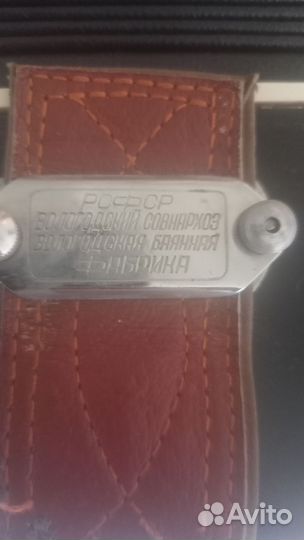 РСФСР
ВОЛОГОДСКИЙ СОВНАРХОЗ
ВОЛОГОДСКАЯ БАЯННАЯ
ФАБРИКА
Avito